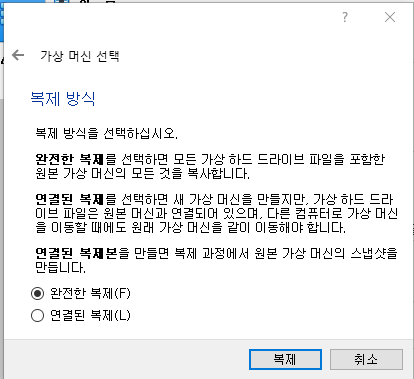 가상 머신 선택
복제 방식
복제 방식을 선택하십시오.
완전한 복제를 선택하면 모든 가상 하드 드라이브 파일을 포함한
원본 가상 머신의 모든 것을 복사합니다.
연결된 복제를 선택하면 새 가상 머신을 만들지만, 가상 하드 드라
이브 파일은 원본 머신과 연결되어 있으며, 다른 컴퓨터로 가상 머신
을 이동할 때에도 원래 가상 머신을 같이 이동해야 합니다.
연결된 복제본을 만들면 복제 과정에서 원본 가상 머신의 스냅샷을
만듭니다.
완전한 복제(F)
연결된 복제(L)
복제 취소